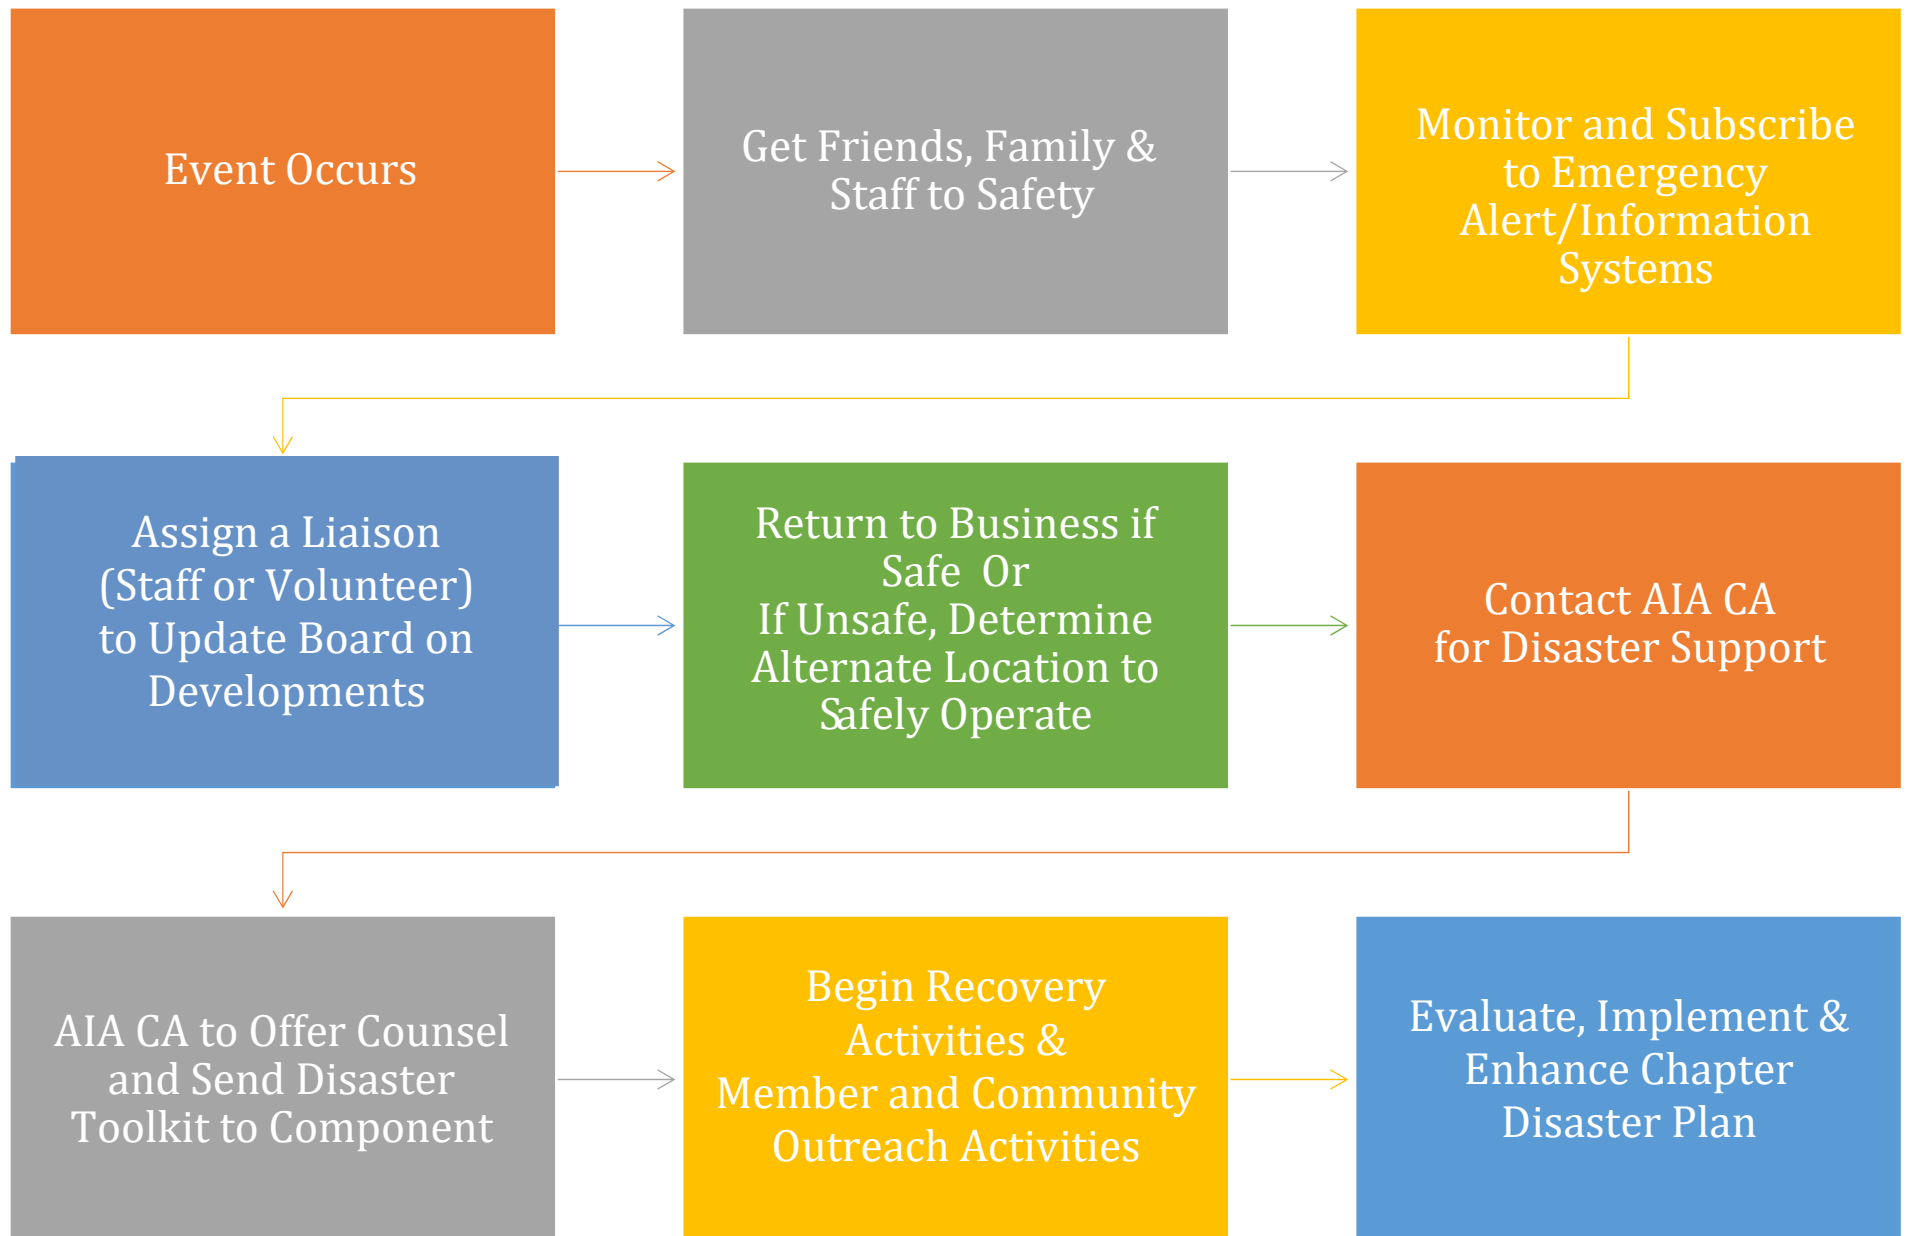 Event Occurs
Get Friends, Family &
Staff to Safety
Monitor and Subscribe
to Emergency
Alert/Information
Systems
Assign a Liaison
(Staff or Volunteer)
to Update Board on
Developments
Return to Business if
Safe Or
If Unsafe, Determine
Alternate Location to
Safely Operate
Contact AIA CA
for Disaster Support
AIA CA to Offer Counsel
and Send Disaster
Toolkit to Component
Begin Recovery
Activities &
Member and Community
Outreach Activities
Evaluate, Implement &
Enhance Chapter
Disaster Plan